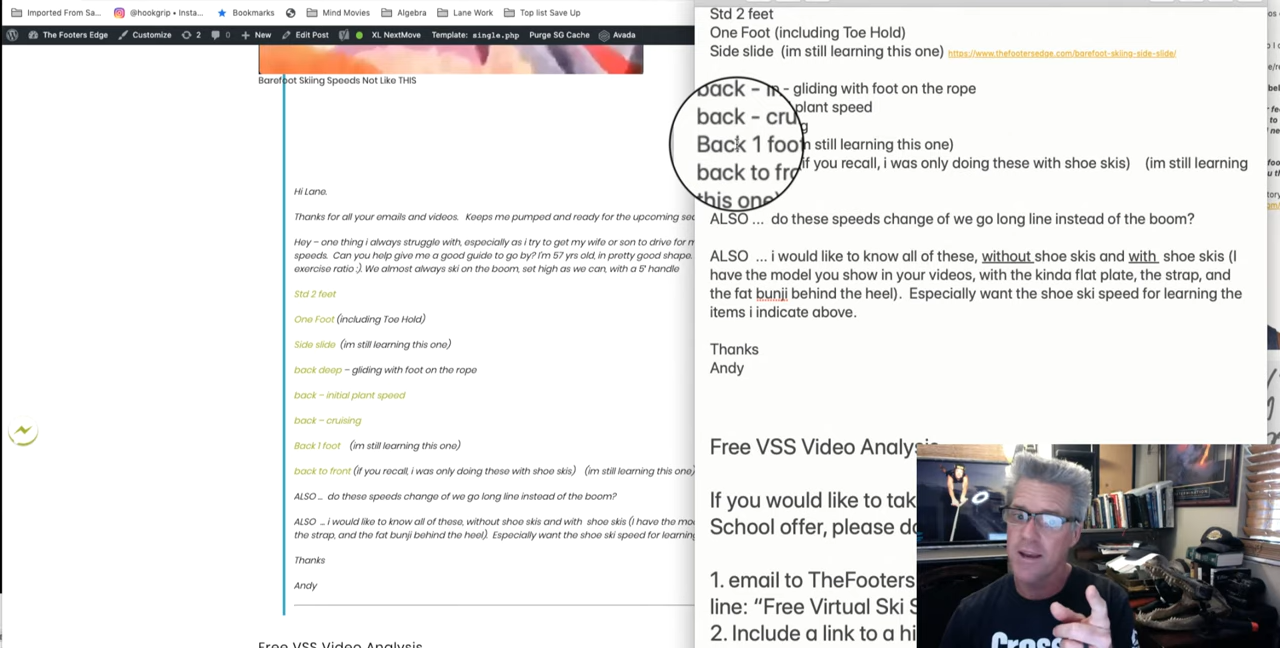 Imported From Sa... @hookgrip • Insta... Bookmarks Mind Movies Algebra Lane Work Top list Save Up
The Footers Edge Customize 2 0 New Edit Post XL NextMove Template: single.php Purge SG Cache Avada
Barefoot Skiing Speeds Not Like THIS
Hi Lane.
Thanks for all your emails and videos. Keeps me pumped and ready for the upcoming
Hey – one thing i always struggle with, especially as i try to get my wife or son to drive for
speeds. Can you help give me a good guide to go by? I'm 57 yrs old, in pretty good shape.
exercise ratio ;). We almost always ski on the boom, set high as we can, with a 5' handle
Std 2 feet
One Foot (including Toe Hold)
Side slide (im still learning this one)
back deep – gliding with foot on the rope
back – initial plant speed
back – cruising
Back 1 foot (im still learning this one)
back to front (if you recall, i was only doing these with shoe skis) (im still learning this one)
ALSO ... do these speeds change of we go long line instead of the boom?
ALSO ... i would like to know all of these, without shoe skis and with shoe skis (I have the
the strap, and the fat bunji behind the heel). Especially want the shoe ski speed for
Thanks
Andy
Free VSS Video Analysis
Std 2 feet
One Foot (including Toe Hold)
Side slide (im still learning this one) https://www.thefootersedge.com/barefoot-skiing-side-slide/
back - - gliding with foot on the rope
back - plant speed
Back 1 still learning this one)
back to if you recall, i was only doing these with shoe skis) (im still learning
this one)
ALSO ... do these speeds change of we go long line instead of the boom?
ALSO ... i would like to know all of these, without shoe skis and with shoe skis (I
have the model you show in your videos, with the kinda flat plate, the strap, and
the fat bunji behind the heel). Especially want the shoe ski speed for learning the
items i indicate above.
Thanks
Andy
Free VSS Video
If you would like to
School offer, please
1. email to TheFooters
line: “Free Virtual Ski
2. Include a link to a